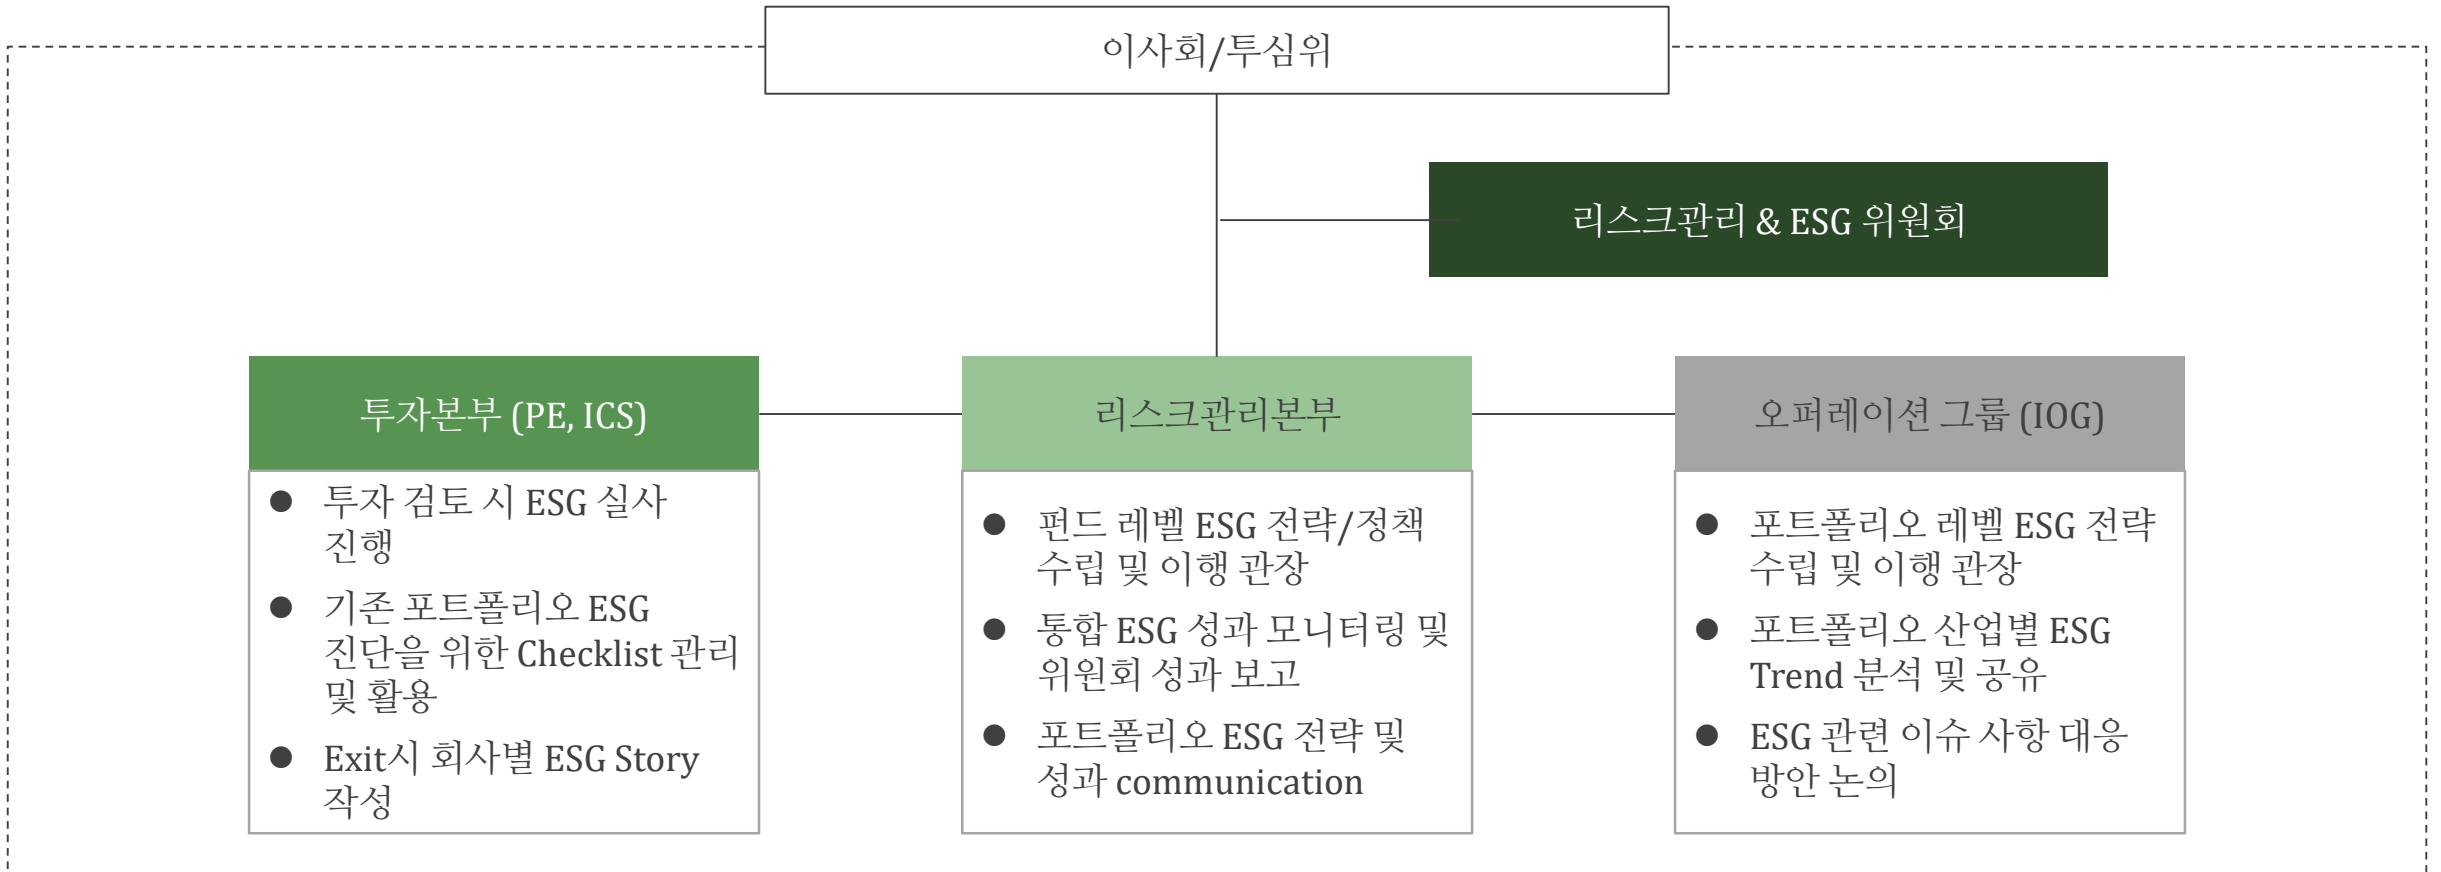 이사회/투심위
리스크관리 & ESG 위원회
투자본부 (PE, ICS)
● 투자 검토 시 ESG 실사
진행
● 기존 포트폴리오 ESG
진단을 위한 Checklist 관리
및 활용
● Exit시 회사별 ESG Story
작성
리스크관리본부
● 펀드 레벨 ESG 전략/정책
수립 및 이행 관장
● 통합 ESG 성과 모니터링 및
위원회 성과 보고
● 포트폴리오 ESG 전략 및
성과 communication
오퍼레이션 그룹 (IOG)
● 포트폴리오 레벨 ESG 전략
수립 및 이행 관장
● 포트폴리오 산업별 ESG
Trend 분석 및 공유
● ESG 관련 이슈 사항 대응
방안 논의